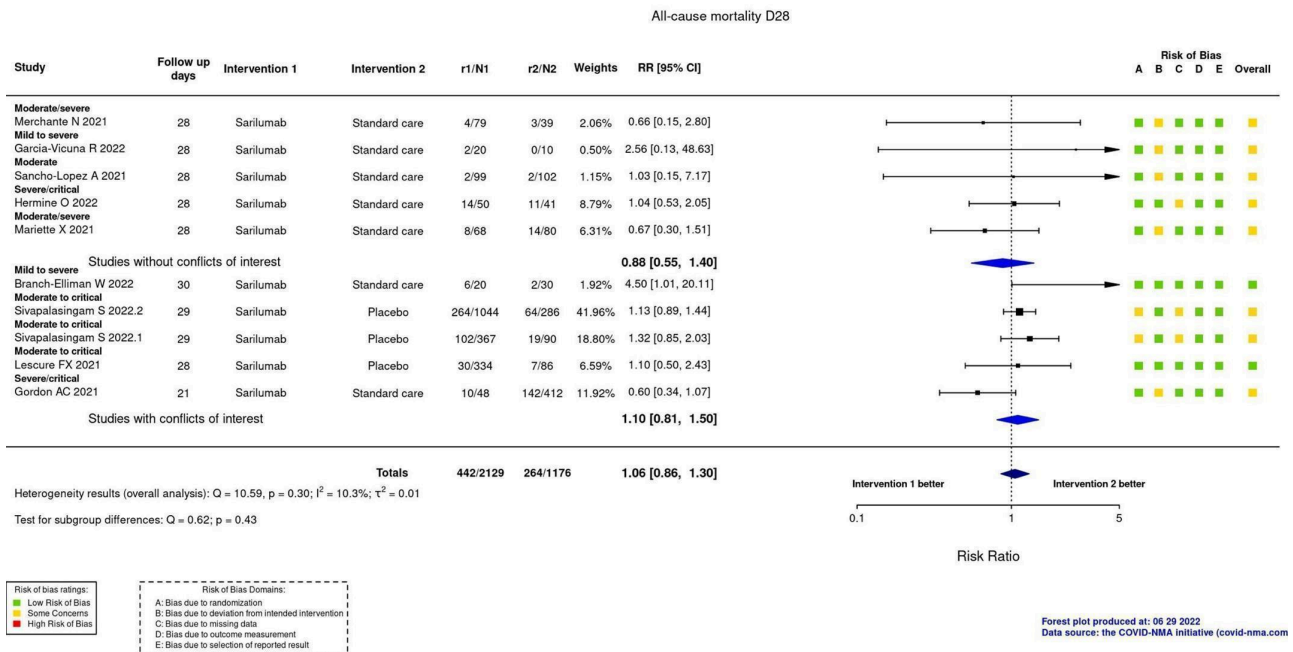 All-cause mortality D28
Risk of Bias
Study Follow up days Intervention 1 Intervention 2 r1/N1 r2/N2 Weights RR [95% CI] A B C D E Overall
Moderate/severe
Merchante N 2021 28 Sarilumab Standard care 4/79 3/39 2.06% 0.66 [0.15, 2.80]
Mild to severe
Garcia-Vicuna R 2022 28 Sarilumab Standard care 2/20 0/10 0.50% 2.56 [0.13, 48.63]
Moderate
Sancho-Lopez A 2021 28 Sarilumab Standard care 2/99 2/102 1.15% 1.03 [0.15, 7.17]
Severe/critical
Hermine O 2022 28 Sarilumab Standard care 14/50 11/41 8.79% 1.04 [0.53, 2.05]
Moderate/severe
Mariette X 2021 28 Sarilumab Standard care 8/68 14/80 6.31% 0.67 [0.30, 1.51]
Studies without conflicts of interest 0.88 [0.55, 1.40]
Mild to severe
Branch-Elliman W 2022 30 Sarilumab Standard care 6/20 2/30 1.92% 4.50 [1.01, 20.11]
Moderate to critical
Sivapalasingam S 2022.2 29 Sarilumab Placebo 264/1044 64/286 41.96% 1.13 [0.89, 1.44]
Moderate to critical
Sivapalasingam S 2022.1 29 Sarilumab Placebo 102/367 19/90 18.80% 1.32 [0.85, 2.03]
Moderate to critical
Lescure FX 2021 28 Sarilumab Placebo 30/334 7/86 6.59% 1.10 [0.50, 2.43]
Severe/critical
Gordon AC 2021 21 Sarilumab Standard care 10/48 142/412 11.92% 0.60 [0.34, 1.07]
Studies with conflicts of interest 1.10 [0.81, 1.50]
Totals 442/2129 264/1176 1.06 [0.86, 1.30]
Intervention 1 better Intervention 2 better
Heterogeneity results (overall analysis): Q = 10.59, p = 0.30; I² = 10.3%; τ² = 0.01
0.1 1 5
Test for subgroup differences: Q = 0.62; p = 0.43
Risk Ratio
Risk of bias ratings:
Low Risk of Bias
Some Concerns
High Risk of Bias
Risk of Bias Domains:
A: Bias due to randomization
B: Bias due to deviation from intended intervention
C: Bias due to missing data
D: Bias due to outcome measurement
E: Bias due to selection of reported result
Forest plot produced at: 06 29 2022
Data source: the COVID-NMA initiative (covid-nma.com